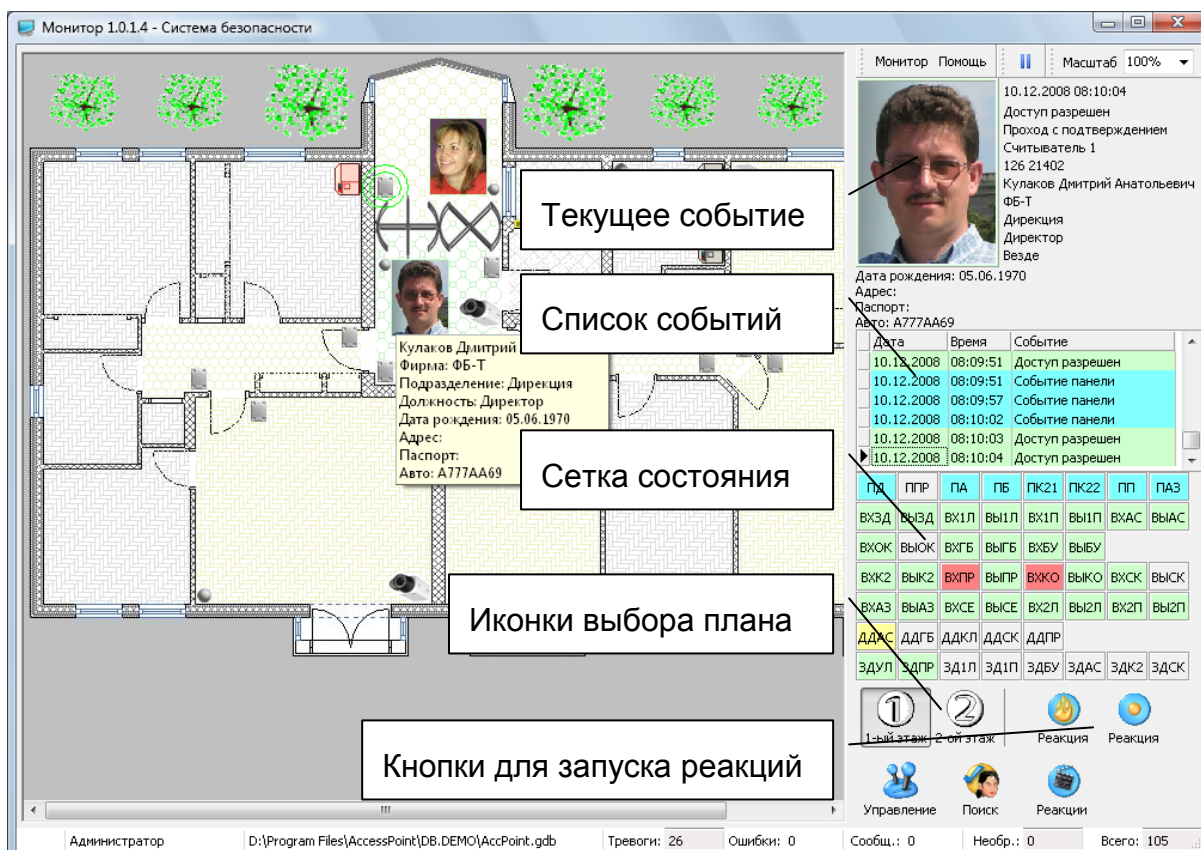 Монитор 1.0.1.4 - Система безопасности
Монитор Помощь Масштаб 100%
10.12.2008 08:10:04
Доступ разрешен
Проход с подтверждением
Считыватель 1
126 21402
Кулаков Дмитрий Анатольевич
ФБ-Т
Дирекция
Директор
Везде
Дата рождения: 05.06.1970
Адрес:
Паспорт:
Авто: А777АА69
Текущее событие
Список событий
Сетка состояния
Иконки выбора плана
Кнопки для запуска реакций
Кулаков Дмитрий
Фирма: ФБ-Т
Подразделение: Дирекция
Должность: Директор
Дата рождения: 05.06.1970
Адрес:
Паспорт:
Авто: А777АА69
Дата Время Событие
10.12.2008 08:09:51 Доступ разрешен
10.12.2008 08:09:51 Событие панели
10.12.2008 08:09:57 Событие панели
10.12.2008 08:10:02 Событие панели
10.12.2008 08:10:03 Доступ разрешен
10.12.2008 08:10:04 Доступ разрешен
ПД ППР ПА ПБ ПК21 ПК22 ПП ПАЗ
ВХЗД ВЫЗД ВХ1Л ВЫ1Л ВХ1П ВЫ1П ВХАС ВЫАС
ВХОК ВЫОК ВХГБ ВЫГБ ВХБУ ВЫБУ
ВХК2 ВЫК2 ВХПР ВЫПР ВХКО ВЫКО ВХСК ВЫСК
ВХАЗ ВЫАЗ ВХСЕ ВЫСЕ ВХ2Л ВЫ2Л ВХ2П ВЫ2П
ДДАС ДДГБ ДДКЛ ДДСК ДДПР
ЗДУЛ ЗДПР ЗД1Л ЗД1П ЗДБУ ЗДАС ЗДК2 ЗДСК
1 2
1-ый этаж 2-ой этаж Реакция Реакция
Управление Поиск Реакции
Администратор D:\Program Files\AccessPoint\DB.DEMO\AccPoint.gdb Тревоги: 26 Ошибки: 0 Сообщ.: 0 Необр.: 0 Всего: 105